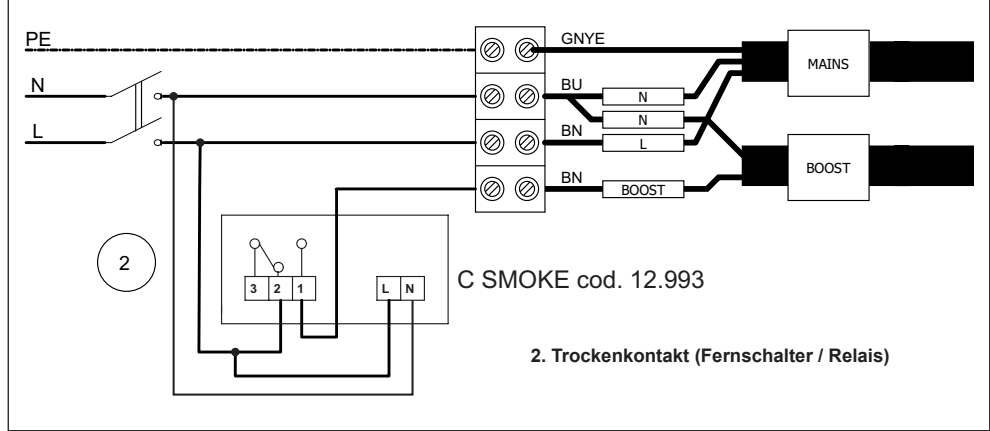 PE
GNYE
MAINS
N
BU
N
N
L
BN
L
BOOST
BN
BOOST
2
3 2 1
L N
C SMOKE cod. 12.993
2. Trockenkontakt (Fernschalter / Relais)